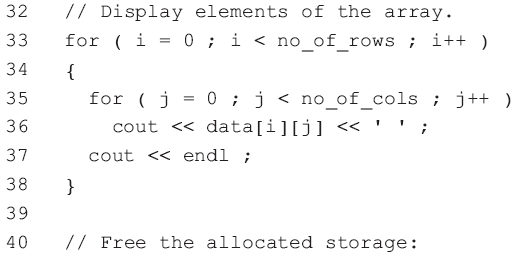 32   // Display elements of the array.
33   for ( i = 0 ; i < no_of_rows ; i++ )
34   {
35     for ( j = 0 ; j < no_of_cols ; j++ )
36       cout << data[i][j] << ' ' ;
37     cout << endl ;
38   }
39
40   // Free the allocated storage: